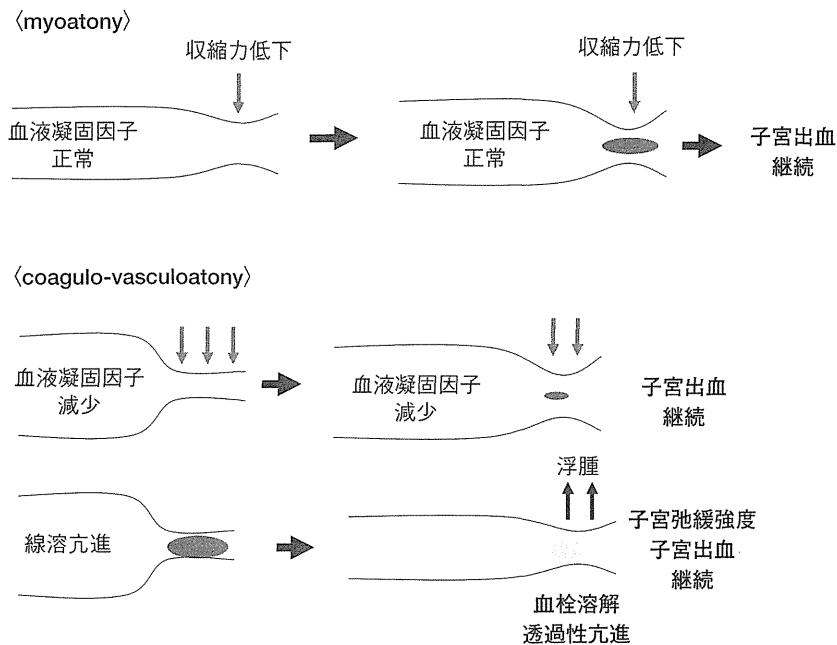 〈myoatony〉
収縮力低下
収縮力低下
血液凝固因子
正常
血液凝固因子
正常
子宮出血
継続
〈coagulo-vasculoatony〉
血液凝固因子
減少
血液凝固因子
減少
子宮出血
継続
線溶亢進
浮腫
子宮弛緩強度
子宮出血
継続
血栓溶解
透過性亢進